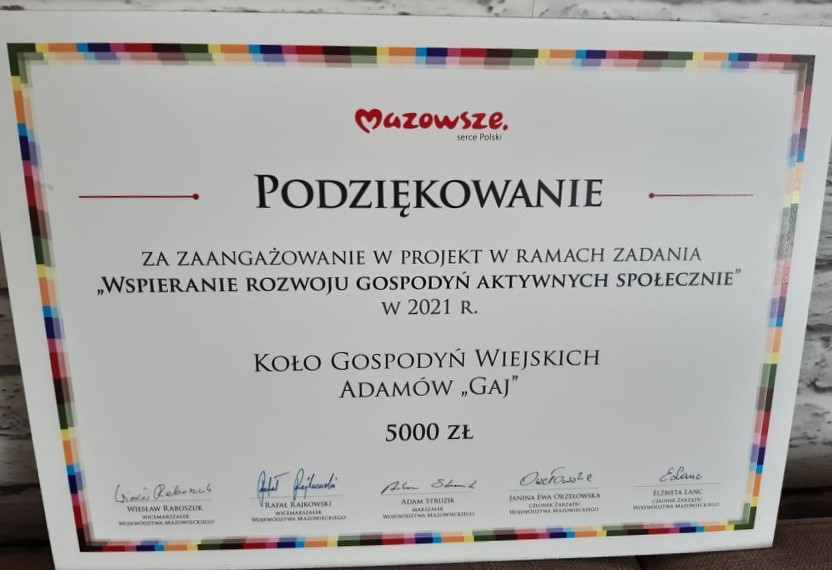 Mazowsze.
serce Polski
PODZIĘKOWANIE
ZA ZAANGAŻOWANIE W PROJEKT W RAMACH ZADANIA
„WSPIERANIE ROZWOJU GOSPODYŃ AKTYWNYCH SPOŁECZNIE”
W 2021 R.
KOŁO GOSPODYŃ WIEJSKICH
ADAMÓW „GAJ”
5000 ZŁ
WIESŁAW RABOSZUK
WICEMARSZAŁEK
WOJEWÓDZTWA MAZOWIECKIEGO
RAFAŁ RAJKOWSKI
WICEMARSZAŁEK
WOJEWÓDZTWA MAZOWIECKIEGO
ADAM STRUZIK
MARSZAŁEK
WOJEWÓDZTWA MAZOWIECKIEGO
JANINA EWA ORZEŁOWSKA
CZŁONEK ZARZĄDU
WOJEWÓDZTWA MAZOWIECKIEGO
ELŻBIETA LANC
CZŁONEK ZARZĄDU
WOJEWÓDZTWA MAZOWIECKIEGO